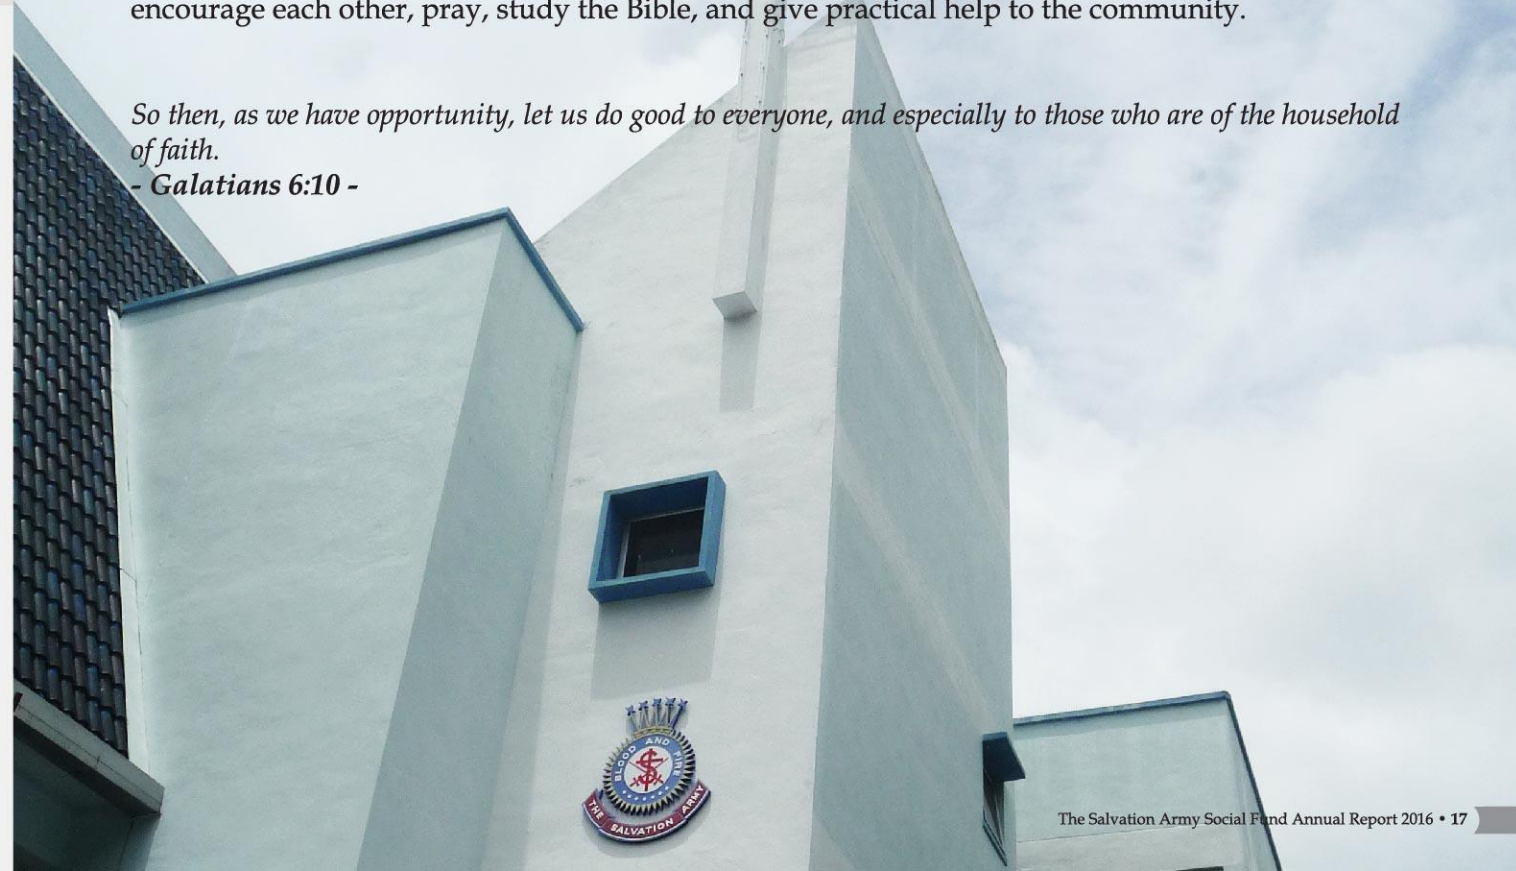 encourage each other, pray, study the Bible, and give practical help to the community.
So then, as we have opportunity, let us do good to everyone, and especially to those who are of the household
of faith.
- Galatians 6:10 -
BLOOD AND FIRE
THE SALVATION ARMY
The Salvation Army Social Fund Annual Report 2016 • 17